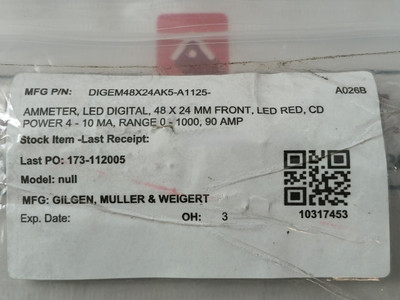 MFG P/N: DIGEM48X24AK5-A1125- A026B
AMMETER, LED DIGITAL, 48 X 24 MM FRONT, LED RED, CD
POWER 4 - 10 MA, RANGE 0 - 1000, 90 AMP
Stock Item -Last Receipt:
Last PO: 173-112005
Model: null
MFG: GILGEN, MULLER & WEIGERT
Exp. Date: OH: 3
10317453